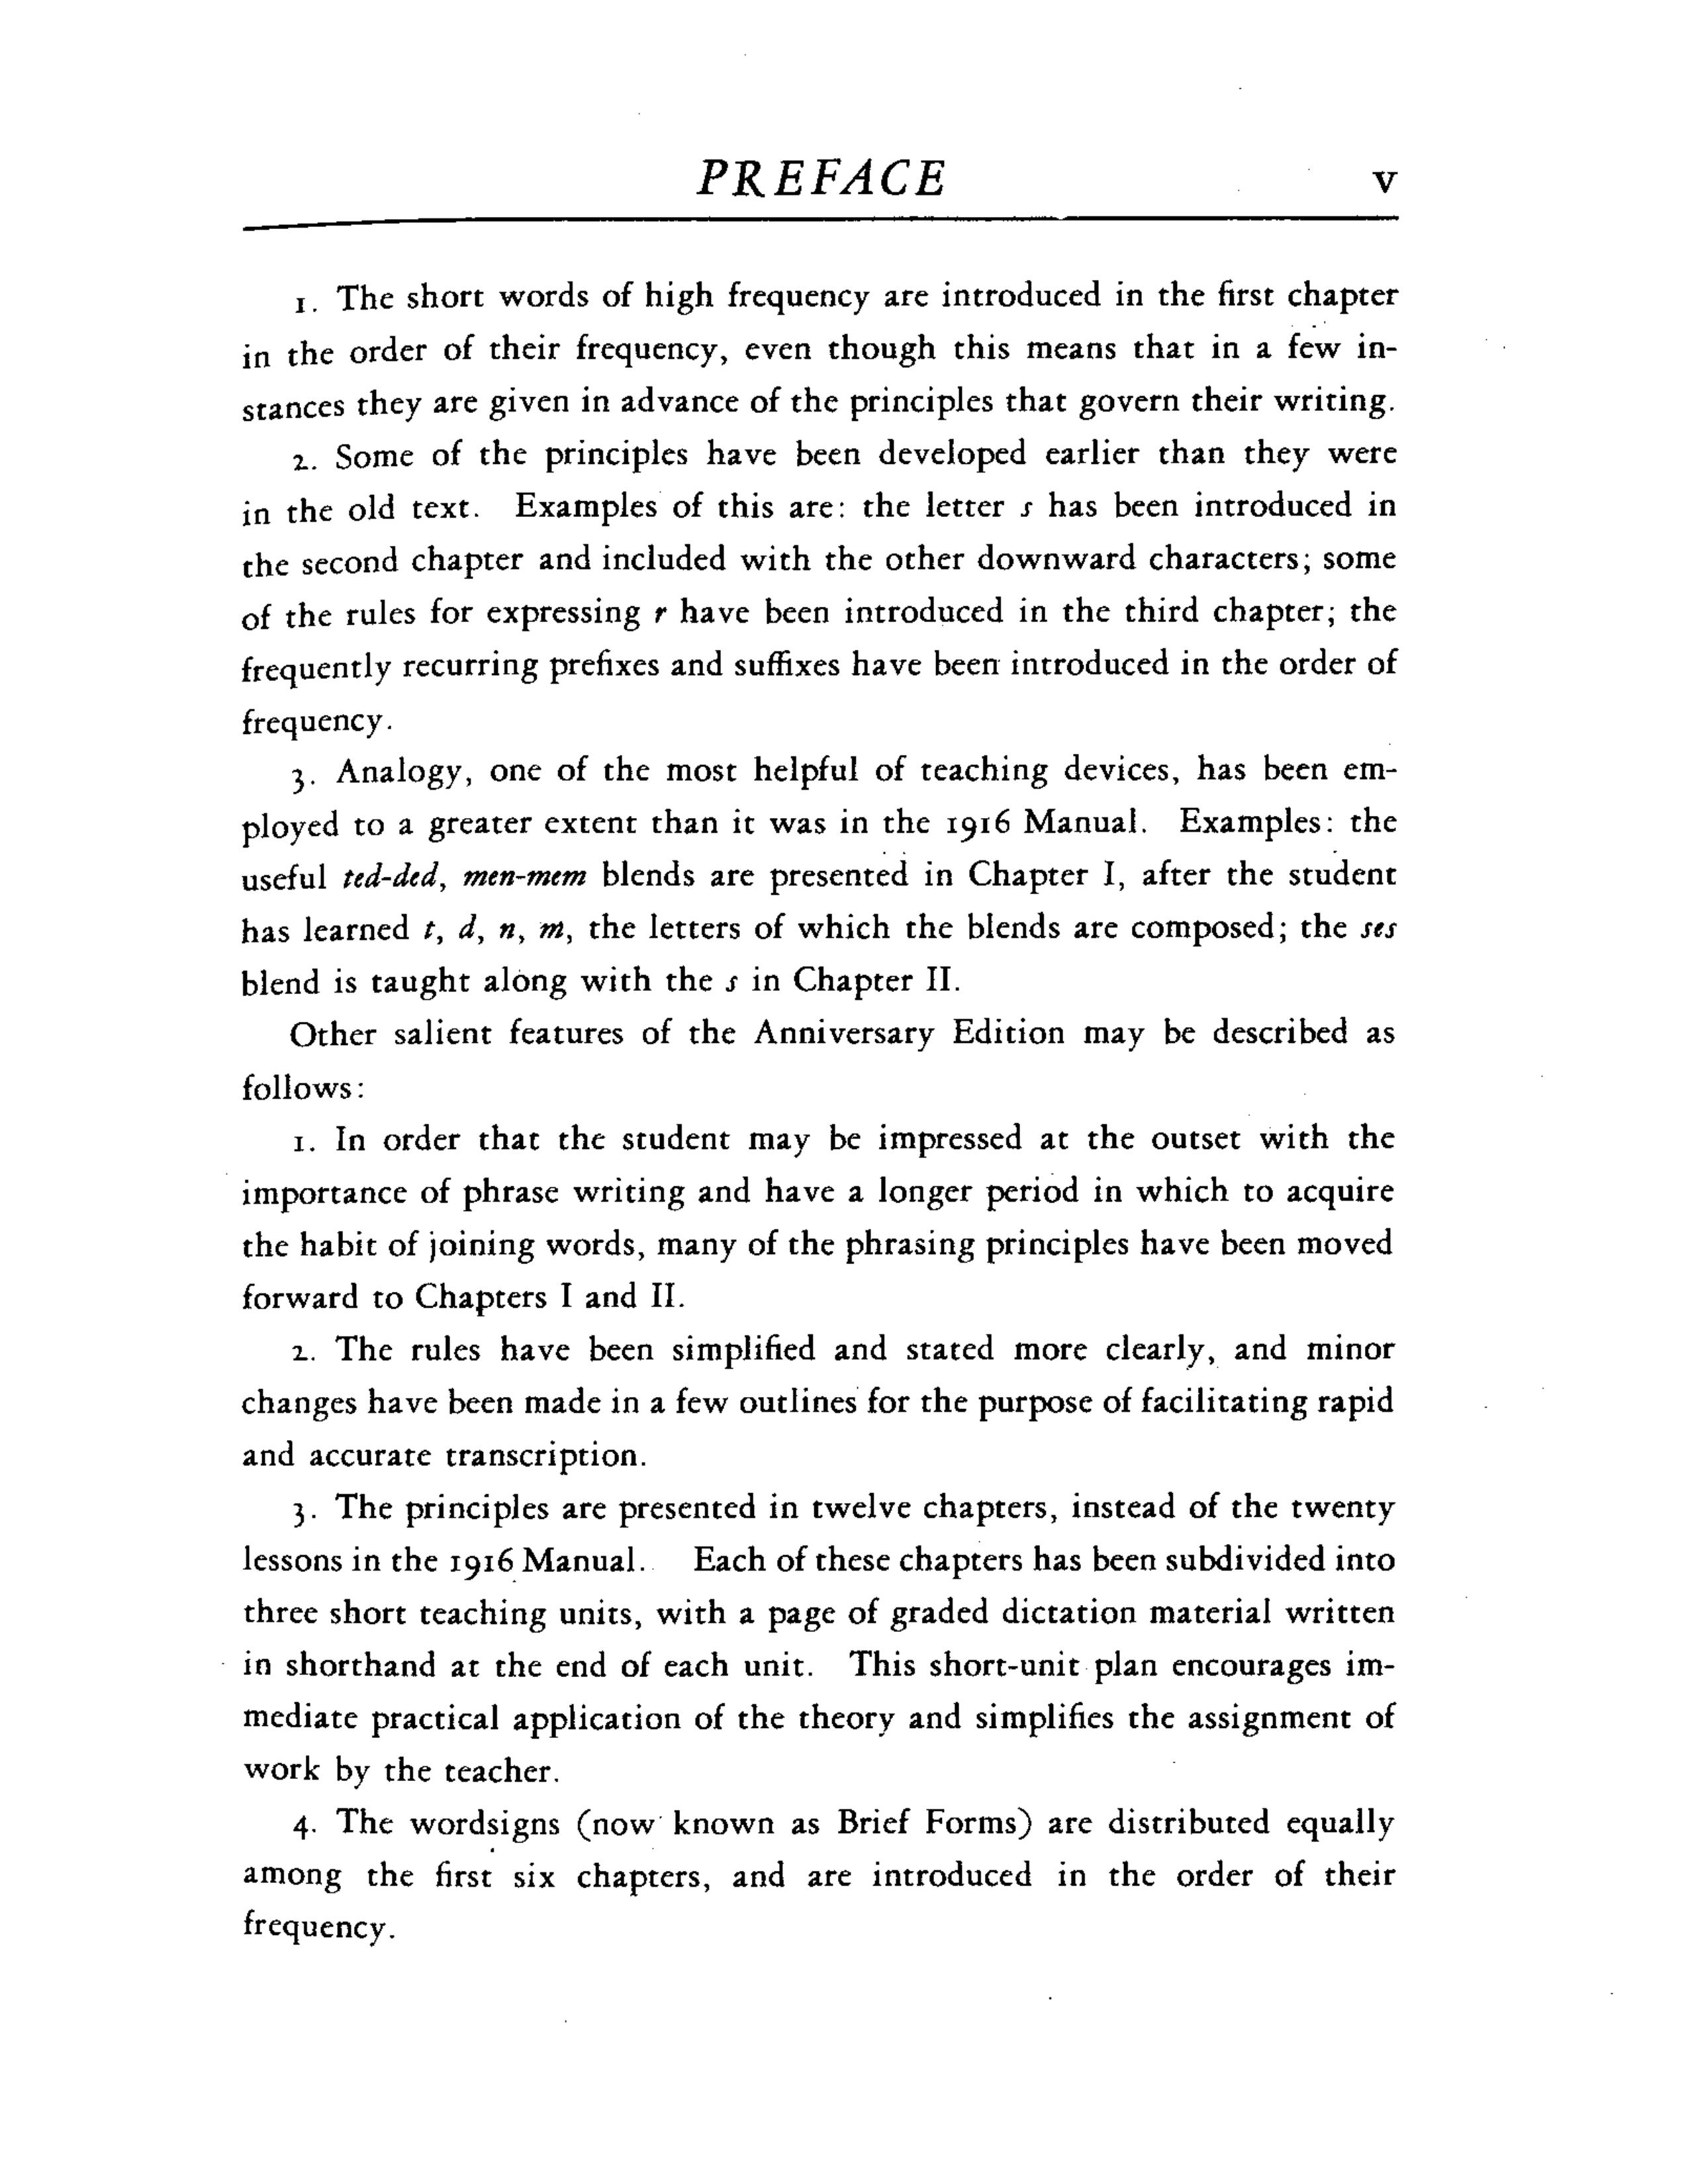 PREFACE v
1. The short words of high frequency are introduced in the first chapter
in the order of their frequency, even though this means that in a few in-
stances they are given in advance of the principles that govern their writing.
2. Some of the principles have been developed earlier than they were
in the old text. Examples of this are: the letter s has been introduced in
the second chapter and included with the other downward characters; some
of the rules for expressing r have been introduced in the third chapter; the
frequently recurring prefixes and suffixes have been introduced in the order of
frequency.
3. Analogy, one of the most helpful of teaching devices, has been em-
ployed to a greater extent than it was in the 1916 Manual. Examples: the
useful ted-ded, men-mem blends are presented in Chapter I, after the student
has learned t, d, n, m, the letters of which the blends are composed; the ses
blend is taught along with the s in Chapter II.
Other salient features of the Anniversary Edition may be described as
follows:
1. In order that the student may be impressed at the outset with the
importance of phrase writing and have a longer period in which to acquire
the habit of joining words, many of the phrasing principles have been moved
forward to Chapters I and II.
2. The rules have been simplified and stated more clearly, and minor
changes have been made in a few outlines for the purpose of facilitating rapid
and accurate transcription.
3. The principles are presented in twelve chapters, instead of the twenty
lessons in the 1916 Manual. Each of these chapters has been subdivided into
three short teaching units, with a page of graded dictation material written
in shorthand at the end of each unit. This short-unit plan encourages im-
mediate practical application of the theory and simplifies the assignment of
work by the teacher.
4. The wordsigns (now known as Brief Forms) are distributed equally
among the first six chapters, and are introduced in the order of their
frequency.